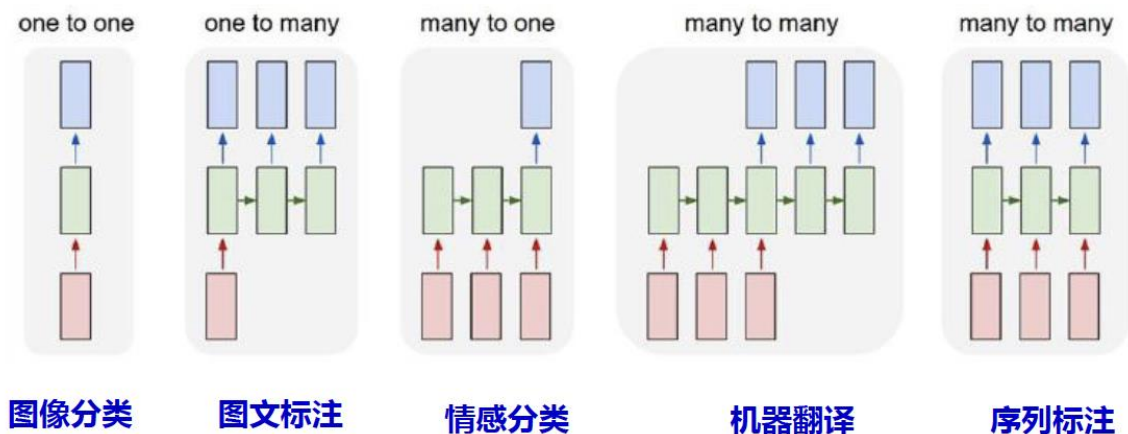 one to one
one to many
many to one
many to many
many to many
图像分类
图文标注
情感分类
机器翻译
序列标注